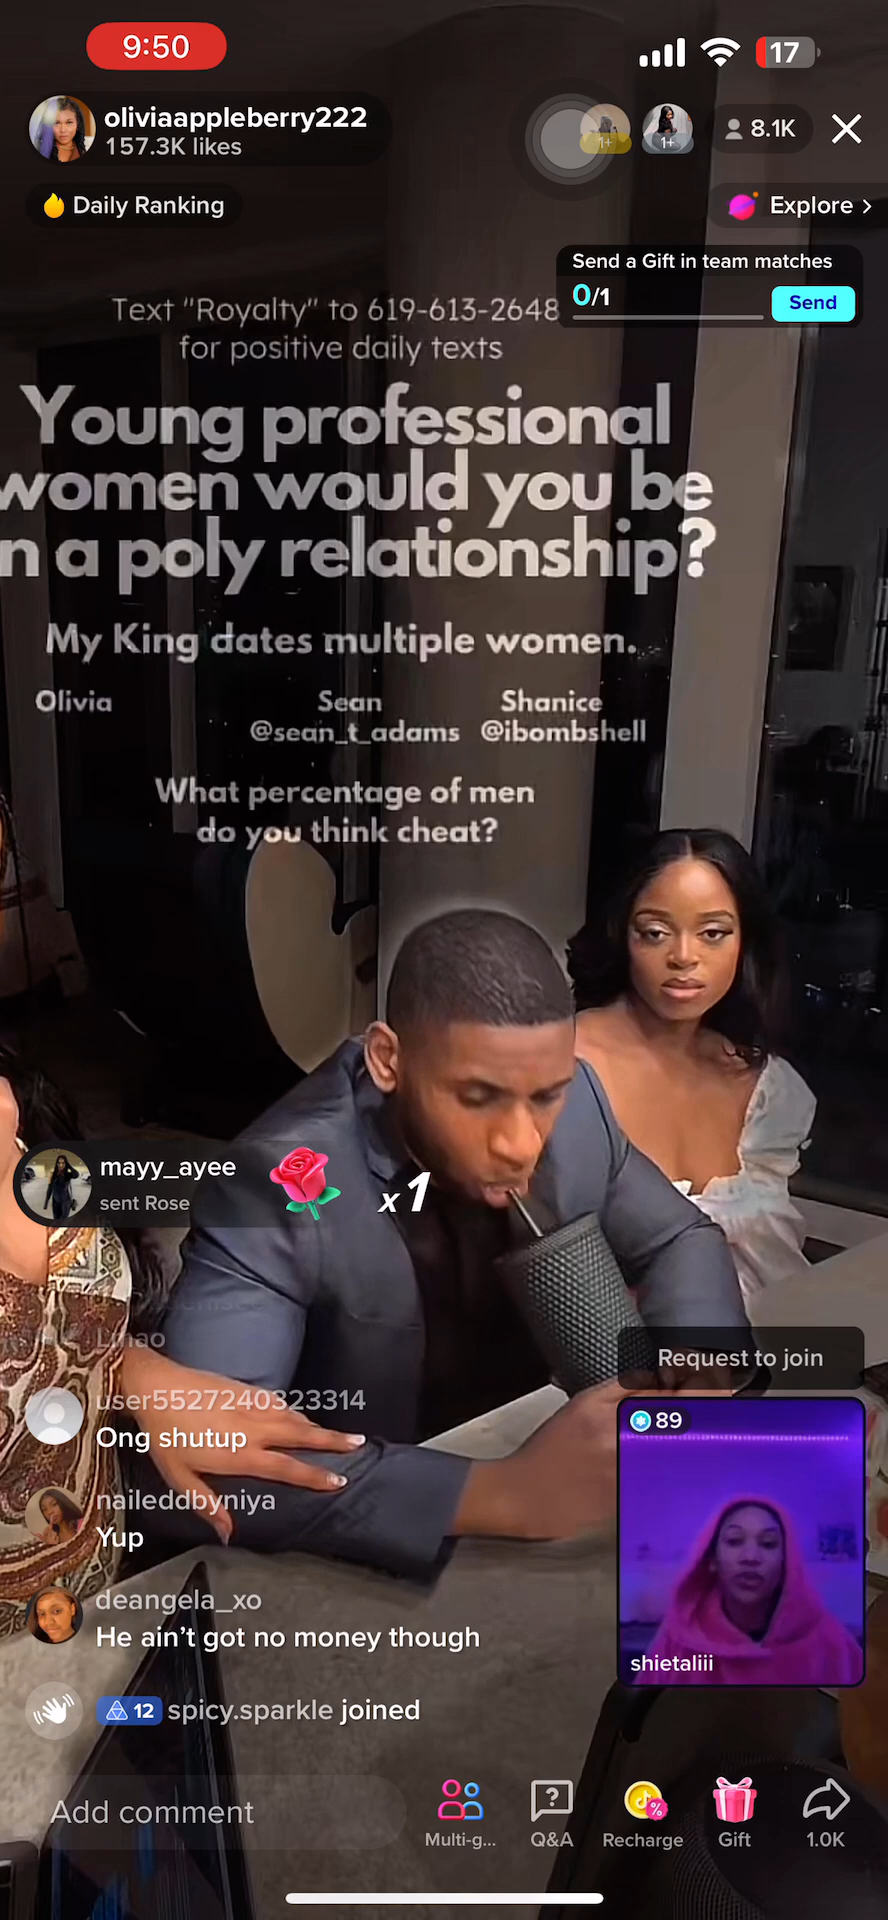 9:50
17
oliviaappleberry222
157.3K likes
1+
1+
8.1K
Daily Ranking
Explore >
Send a Gift in team matches
0/1
Send
Text "Royalty" to 619-613-2648
for positive daily texts
Young professional
women would you be
n a poly relationship?
My King dates multiple women.
Olivia
Sean
Shanice
@sean_t_adams
@ibombshell
What percentage of men
do you think cheat?
mayy_ayee
sent Rose
x1
Lmao
Request to join
user5527240323314
Ong shutup
89
naileddbyniya
Yup
deangela_xo
He ain't got no money though
shietaliii
12 spicy.sparkle joined
Add comment
Multi-g...
Q&A
Recharge
Gift
1.0K